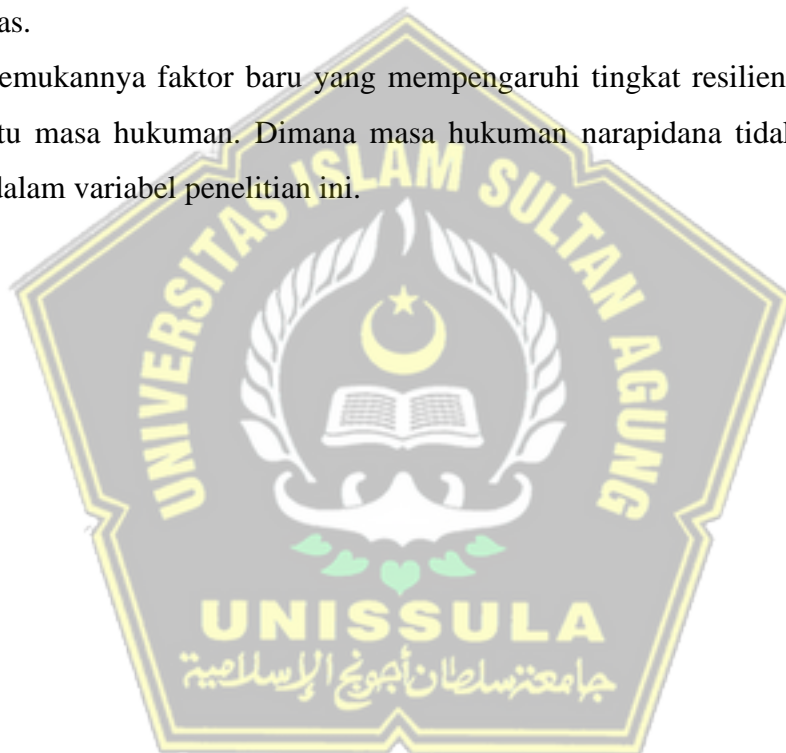 as.
emukannya faktor baru yang mempengaruhi tingkat resilien
tu masa hukuman. Dimana masa hukuman narapidana tidal
dalam variabel penelitian ini.
UNIVERSITAS ISLAM SULTAN AGUNG
UNISSULA
جامعة سلطان أجونج الإسلامية